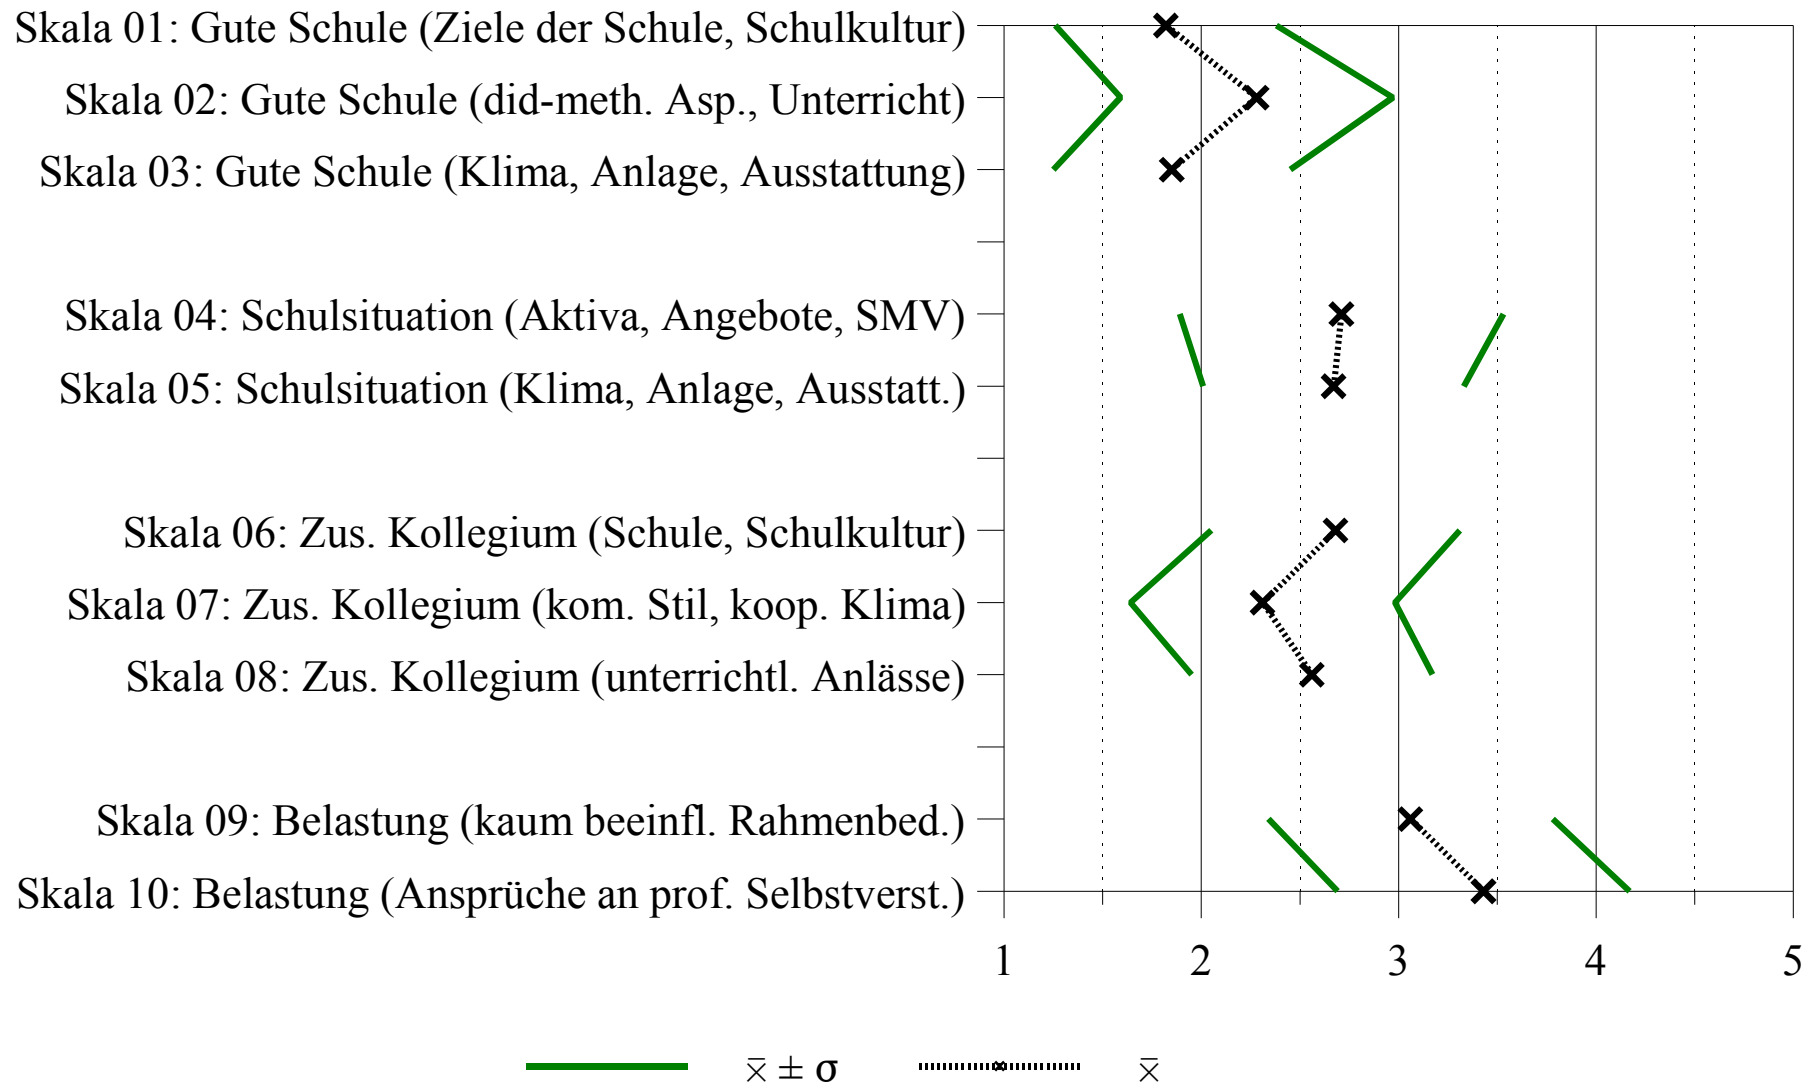 Skala 01: Gute Schule (Ziele der Schule, Schulkultur)
Skala 02: Gute Schule (did-meth. Asp., Unterricht)
Skala 03: Gute Schule (Klima, Anlage, Ausstattung)
Skala 04: Schulsituation (Aktiva, Angebote, SMV)
Skala 05: Schulsituation (Klima, Anlage, Ausstatt.)
Skala 06: Zus. Kollegium (Schule, Schulkultur)
Skala 07: Zus. Kollegium (kom. Stil, koop. Klima)
Skala 08: Zus. Kollegium (unterrichtl. Anlässe)
Skala 09: Belastung (kaum beeinfl. Rahmenbed.)
Skala 10: Belastung (Ansprüche an prof. Selbstverst.)
1 2 3 4 5
x̄ ± σ x̄